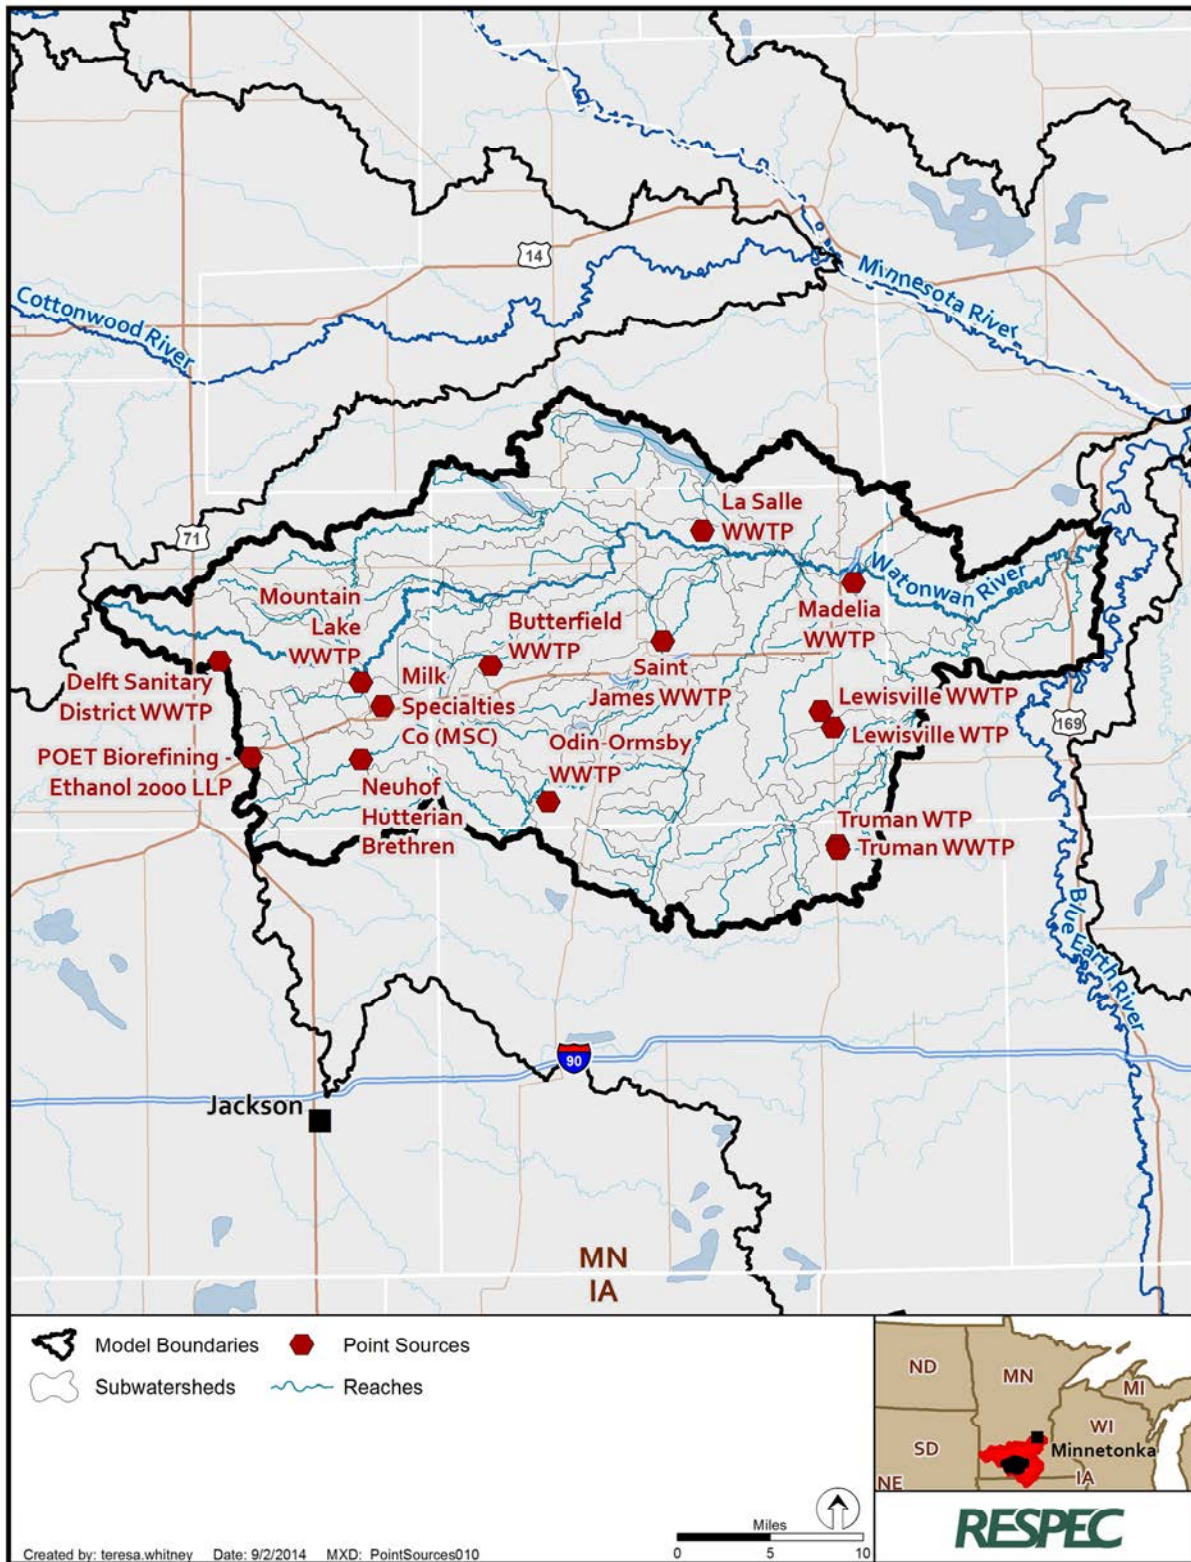 14
Cottonwood River
Minnesota River
71
La Salle
WWTP
Watonwan River
Mountain
Lake
WWTP
Butterfield
WWTP
Madelia
WWTP
Saint
James WWTP
Delft Sanitary
District WWTP
Milk
Specialties
Co (MSC)
Lewisville WWTP
Lewisville WTP
169
POET Biorefining -
Ethanol 2000 LLP
Odin-Ormsby
WWTP
Neuhof
Hutterian
Brethren
Truman WTP
Truman WWTP
Blue Earth River
90
Jackson
MN
IA
Model Boundaries
Point Sources
Subwatersheds
Reaches
ND
MN
MI
WI
SD
Minnetonka
NE
IA
Miles
0 5 10
RESPEC
Created by: teresa.whitney Date: 9/2/2014 MXD: PointSources010